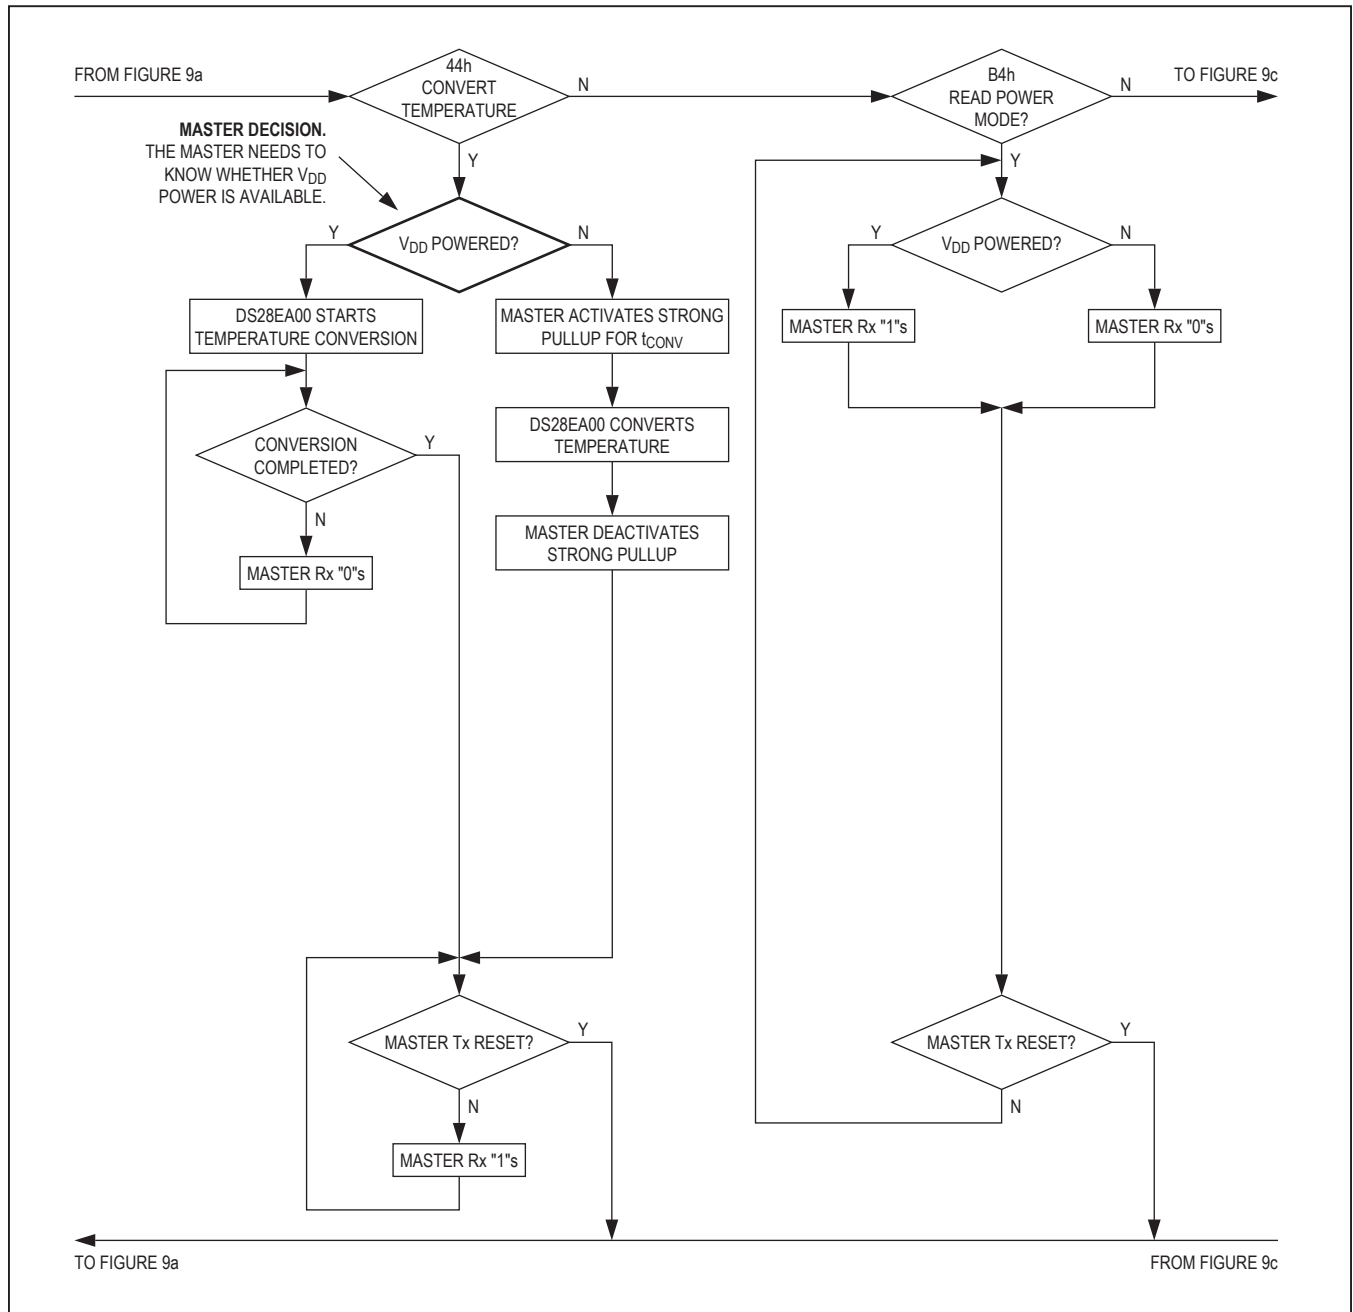 FROM FIGURE 9a
44h
CONVERT
TEMPERATURE
N
B4h
READ POWER
MODE?
N
TO FIGURE 9c
MASTER DECISION.
THE MASTER NEEDS TO
KNOW WHETHER VDD
POWER IS AVAILABLE.
Y
Y
Y
VDD POWERED?
N
Y
VDD POWERED?
N
DS28EA00 STARTS
TEMPERATURE CONVERSION
MASTER ACTIVATES STRONG
PULLUP FOR tCONV
MASTER Rx "1"s
MASTER Rx "0"s
CONVERSION
COMPLETED?
Y
N
MASTER Rx "0"s
DS28EA00 CONVERTS
TEMPERATURE
MASTER DEACTIVATES
STRONG PULLUP
MASTER Tx RESET?
Y
N
MASTER Rx "1"s
MASTER Tx RESET?
Y
N
TO FIGURE 9a
FROM FIGURE 9c